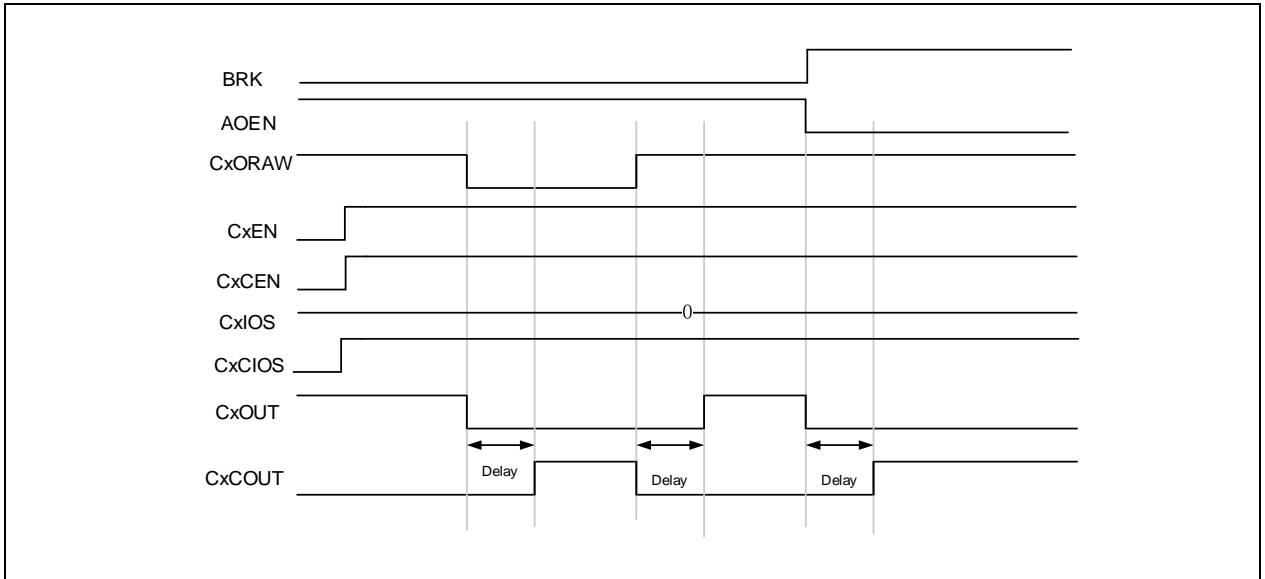 BRK
AOEN
CxORAW
CxEN
CxCEN
CxIOS
0
CxCIOS
CxOUT
CxCOUT
Delay
Delay
Delay